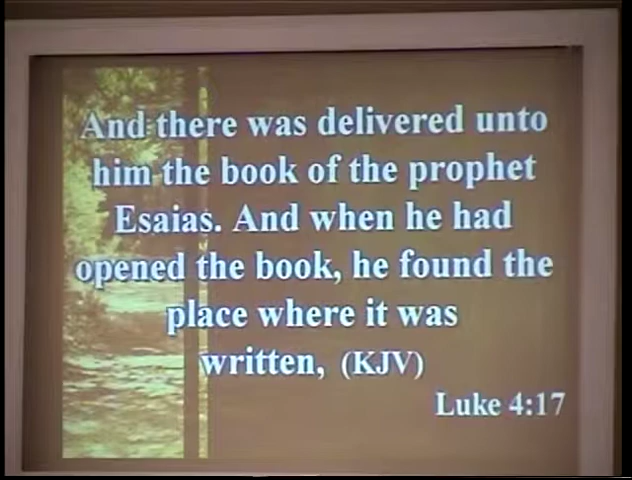 And there was delivered unto
him the book of the prophet
Esaias. And when he had
opened the book, he found the
place where it was
written, (KJV)
Luke 4:17